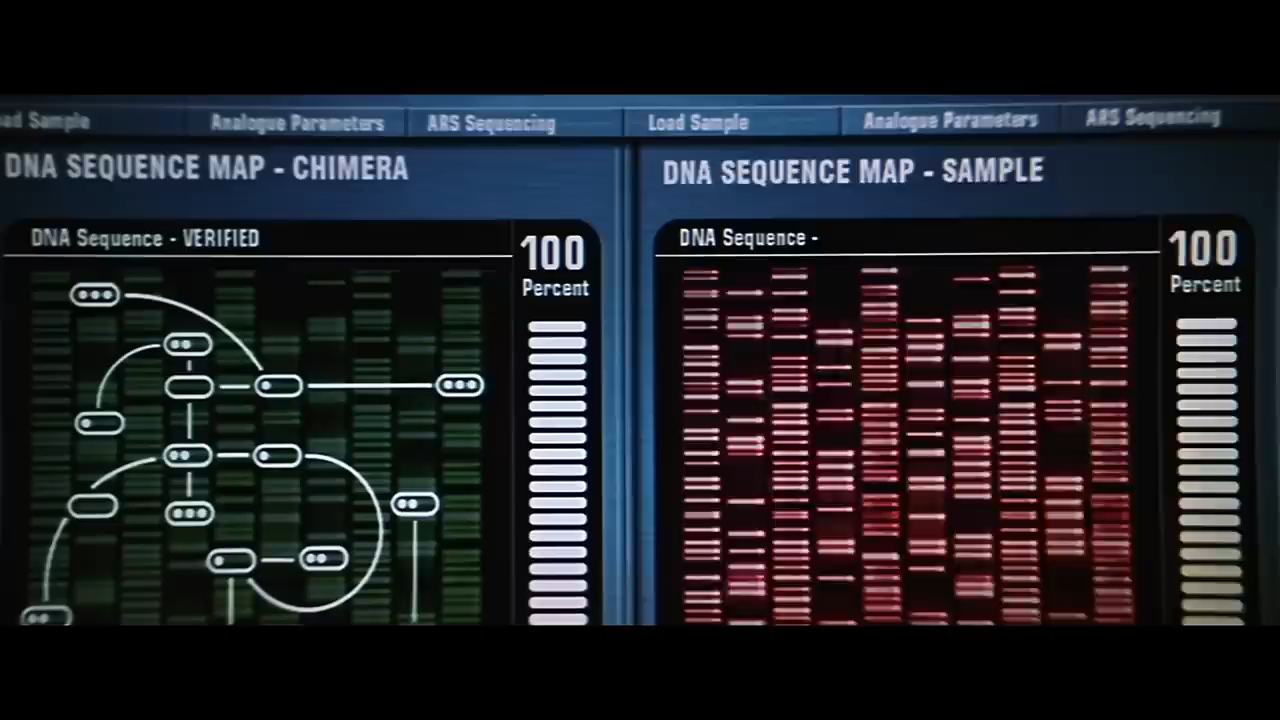 ad Sample Analogue Parameters ARS Sequencing Load Sample Analogue Parameters ARS Sequencing
DNA SEQUENCE MAP - CHIMERA
DNA Sequence - VERIFIED
100
Percent
DNA SEQUENCE MAP - SAMPLE
DNA Sequence -
100
Percent